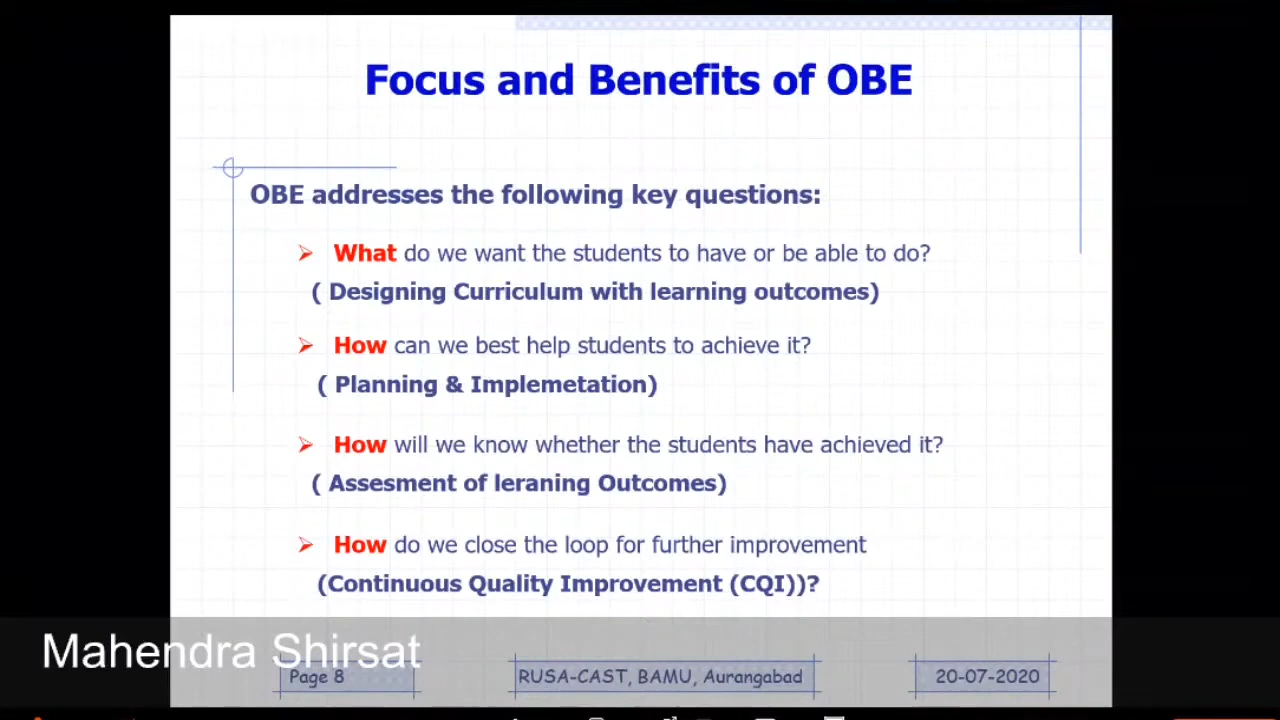 Focus and Benefits of OBE
OBE addresses the following key questions:
What do we want the students to have or be able to do?
( Designing Curriculum with learning outcomes)
How can we best help students to achieve it?
( Planning & Implemetation)
How will we know whether the students have achieved it?
( Assesment of leraning Outcomes)
How do we close the loop for further improvement
(Continuous Quality Improvement (CQI))?
Mahendra Shirsat
Page 8
RUSA-CAST, BAMU, Aurangabad
20-07-2020